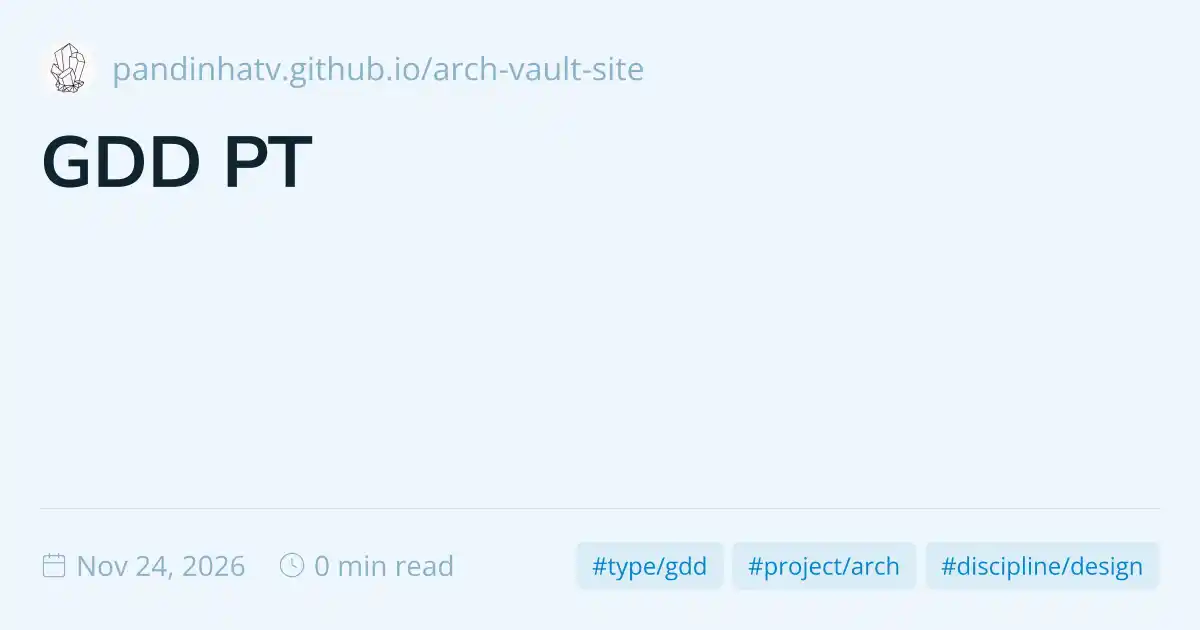 pandinhatv.github.io/arch-vault-site
GDD PT
Nov 24, 2026 0 min read #type/gdd #project/arch #discipline/design